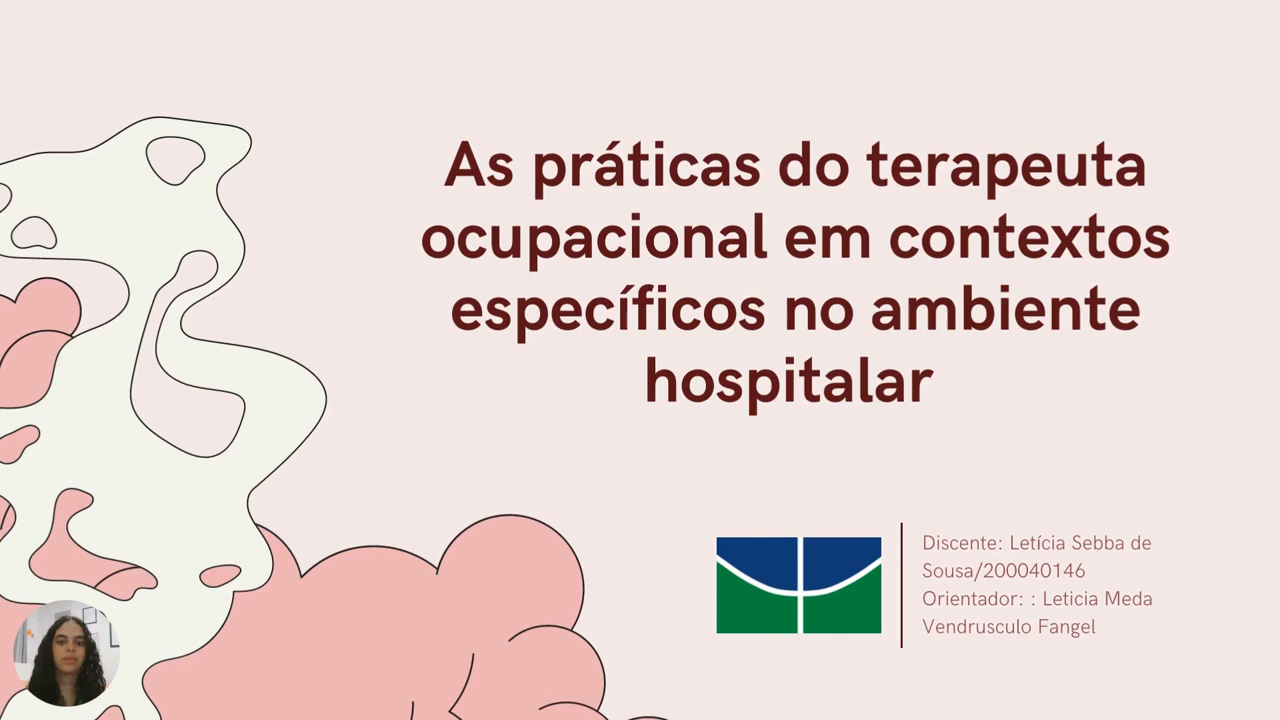 As práticas do terapeuta
ocupacional em contextos
específicos no ambiente
hospitalar
Discente: Letícia Sebba de
Sousa/200040146
Orientador: : Leticia Meda
Vendrusculo Fangel